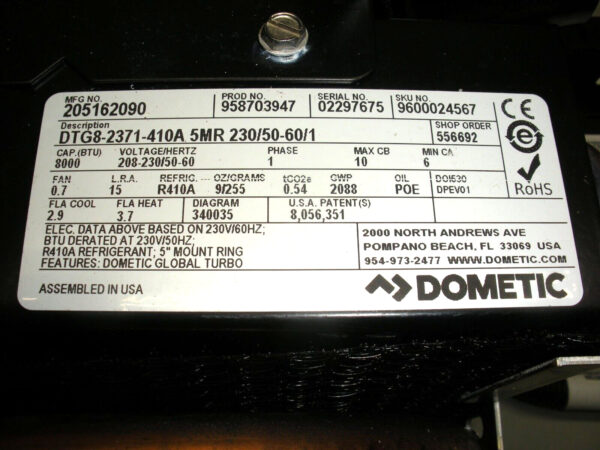 MFG NO. PROD NO. SERIAL NO. SKU NO.
205162090 958703947 02297675 9600024567
Description SHOP ORDER
DTG8-2371-410A 5MR 230/50-60/1 556692
CAP.(BTU) VOLTAGE/HERTZ PHASE MAX CB MIN CA
8000 208-230/50-60 1 10 6
FAN L.R.A. REFRIG. OZ/GRAMS tCO2e GWP OIL DOI530
0.7 15 R410A 9/255 0.54 2088 POE DPEV01
FLA COOL FLA HEAT DIAGRAM U.S.A. PATENT(S)
2.9 3.7 340035 8,056,351
ELEC. DATA ABOVE BASED ON 230V/60HZ;
BTU DERATED AT 230V/50HZ;
R410A REFRIGERANT; 5" MOUNT RING
FEATURES: DOMETIC GLOBAL TURBO
2000 NORTH ANDREWS AVE
POMPANO BEACH, FL 33069 USA
954-973-2477 WWW.DOMETIC.COM
ASSEMBLED IN USA
DOMETIC
CE
e
RoHS